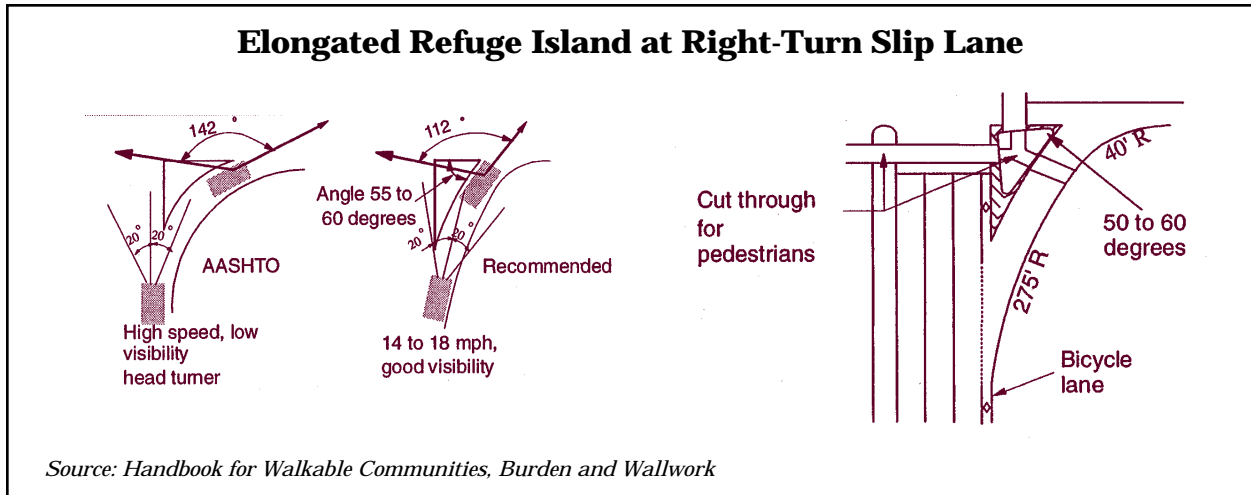 Elongated Refuge Island at Right-Turn Slip Lane
142 °
20°
20°
AASHTO
High speed, low
visibility
head turner
112 °
Angle 55 to
60 degrees
20°
20°
Recommended
14 to 18 mph,
good visibility
Cut through
for
pedestrians
40' R
50 to 60
degrees
275' R
Bicycle
lane
Source: Handbook for Walkable Communities, Burden and Wallwork